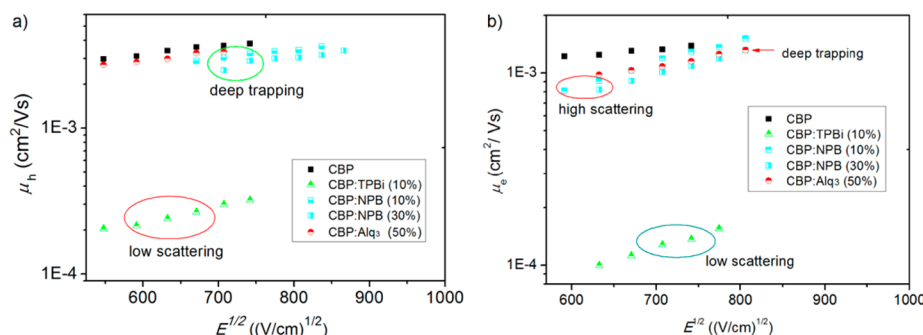 a)
μh (cm²/Vs)
1E-3
1E-4
deep trapping
CBP
CBP:TPBi (10%)
CBP:NPB (10%)
CBP:NPB (30%)
CBP:Alq₃ (50%)
low scattering
600 700 800 900 1000
E^1/2 ((V/cm)^1/2)
b)
μe (cm²/ Vs)
1E-3
1E-4
deep trapping
high scattering
CBP
CBP:TPBi (10%)
CBP:NPB (10%)
CBP:NPB (30%)
CBP:Alq₃ (50%)
low scattering
600 700 800 900 1000
E^1/2 ((V/cm)^1/2)